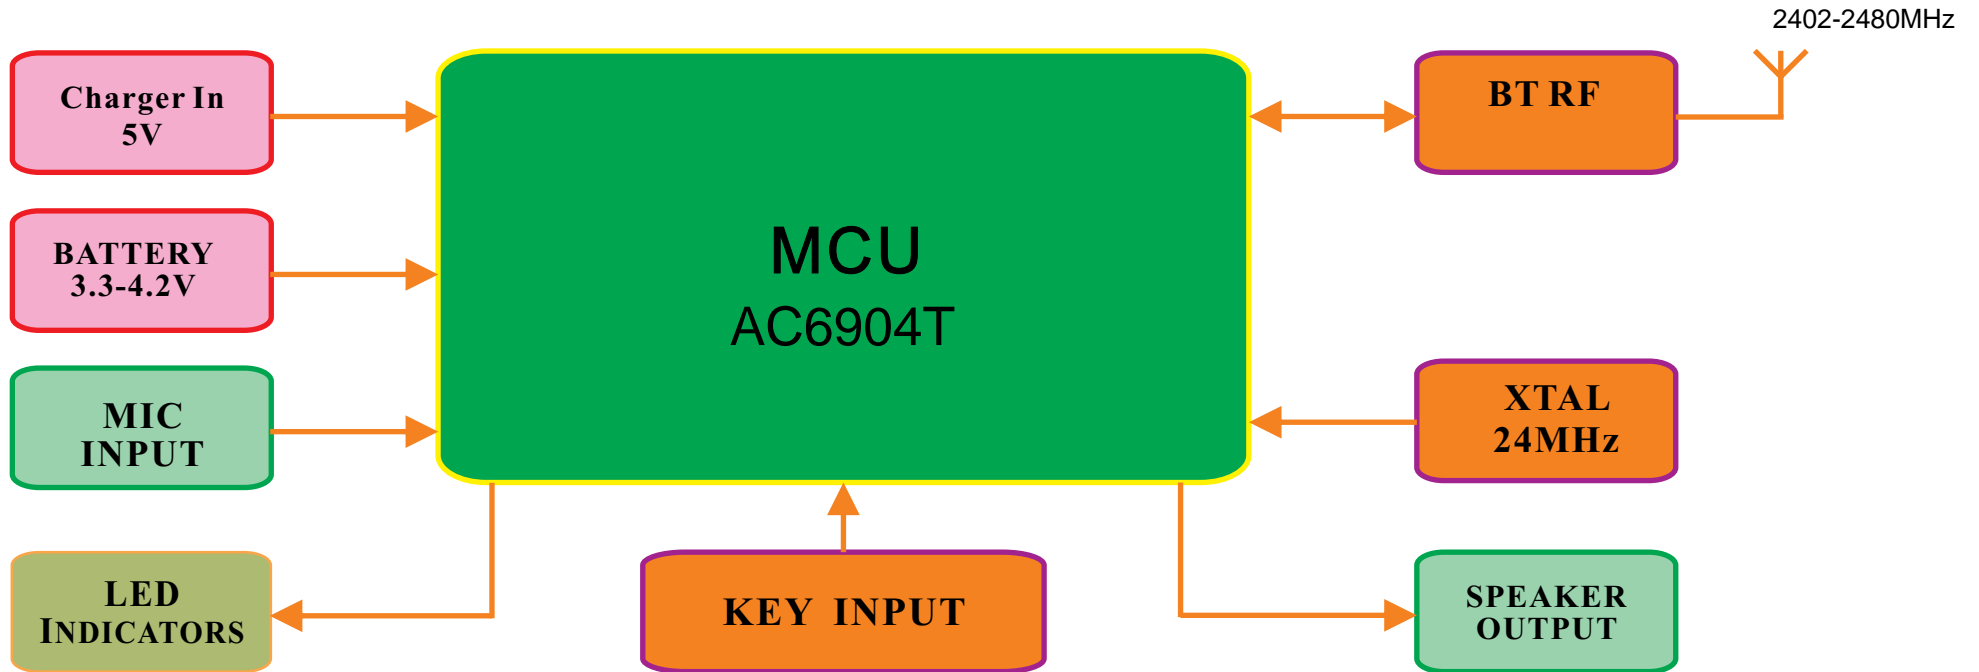 2402-2480MHz
Charger In
5V
BT RF
BATTERY
3.3-4.2V
MCU
AC6904T
MIC
INPUT
XTAL
24MHz
LED
INDICATORS
KEY INPUT
SPEAKER
OUTPUT